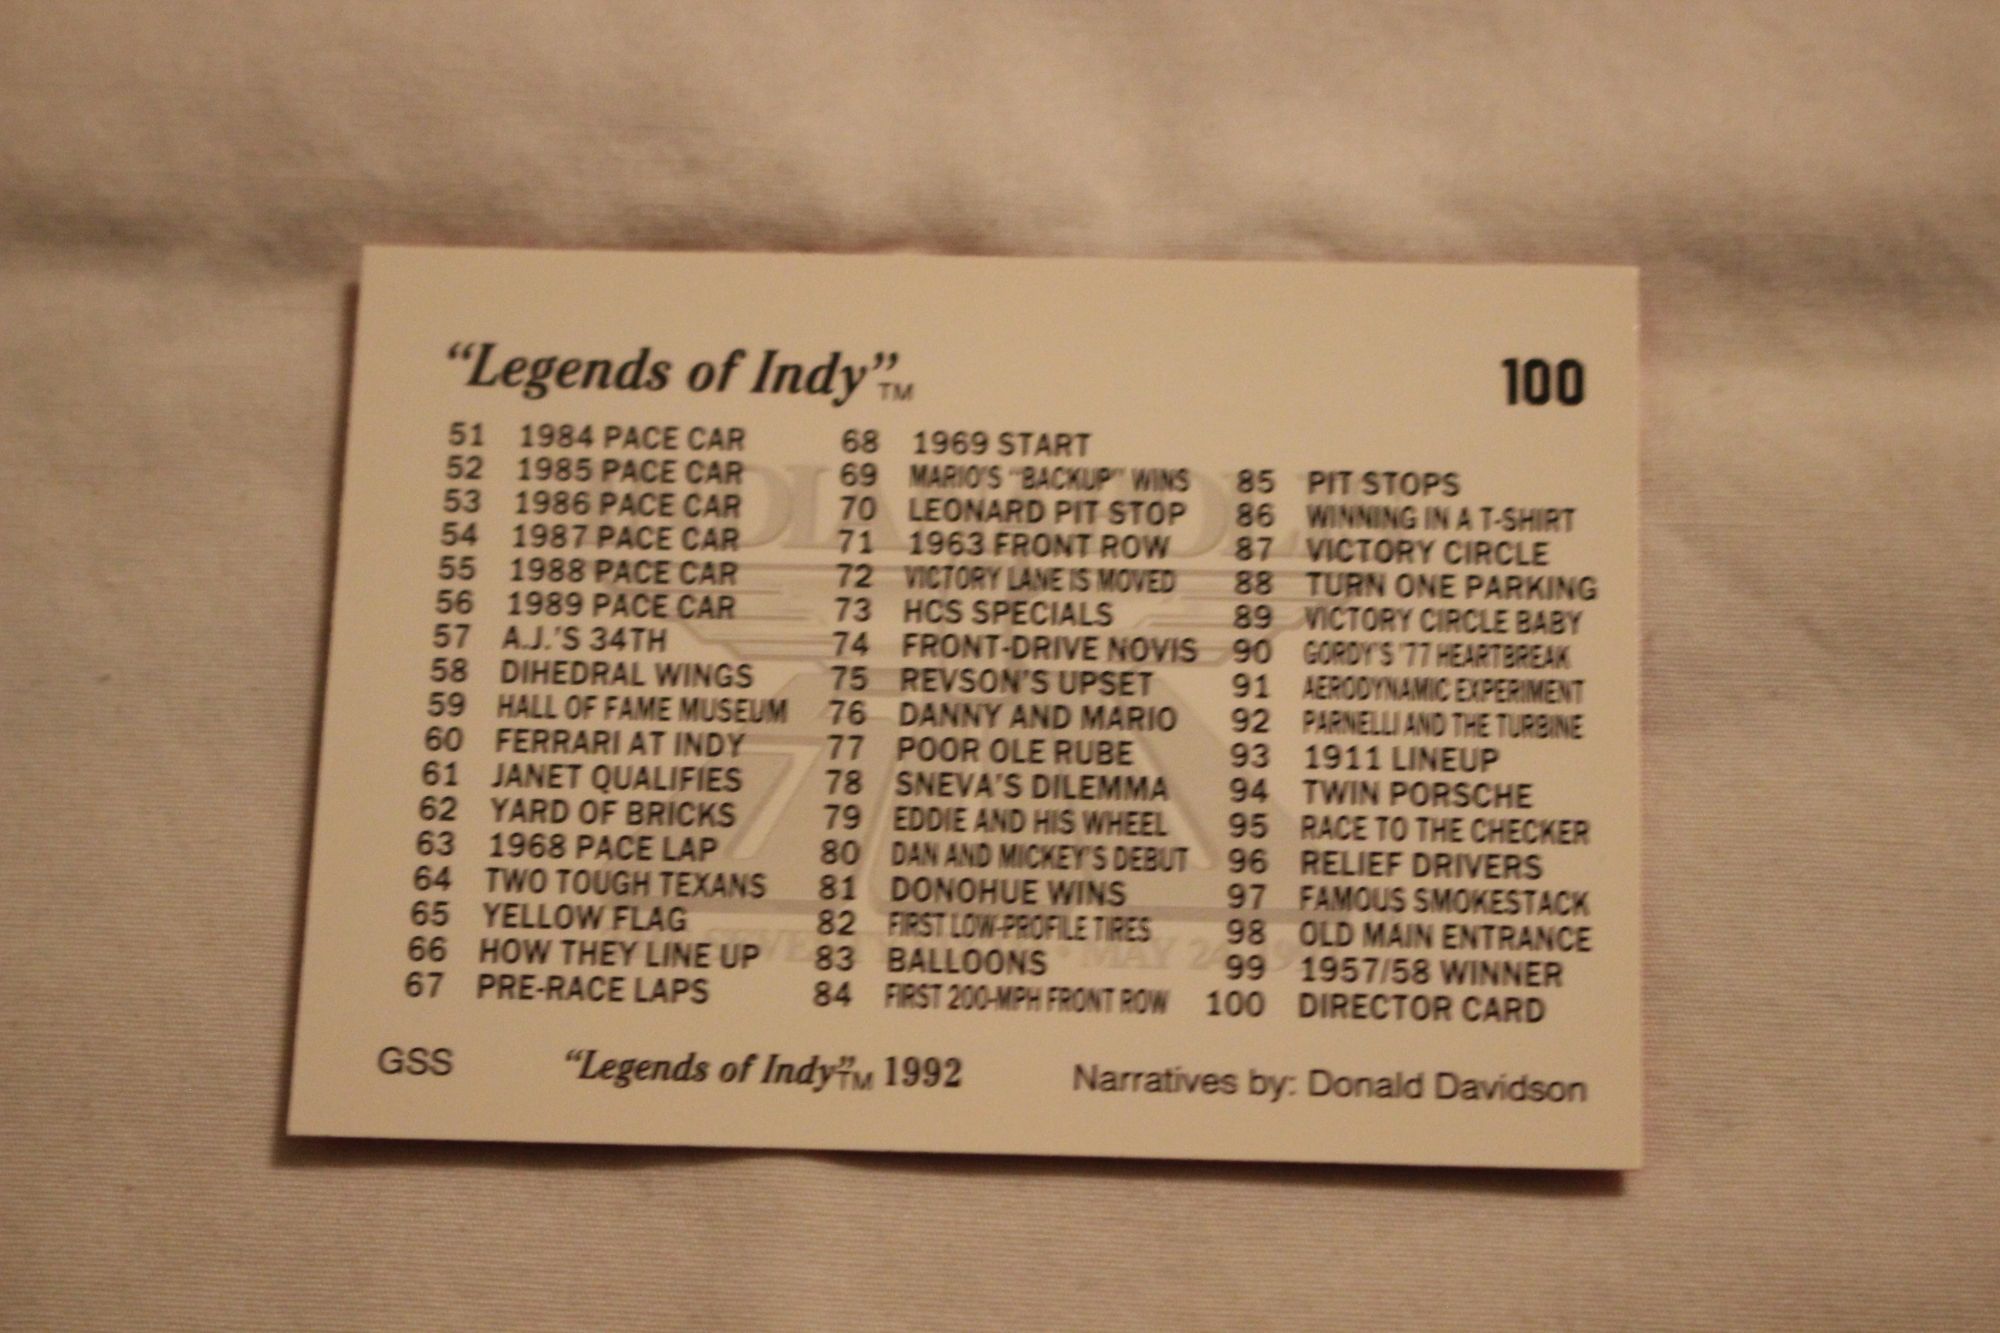 "Legends of Indy"TM
100
51 1984 PACE CAR
52 1985 PACE CAR
53 1986 PACE CAR
54 1987 PACE CAR
55 1988 PACE CAR
56 1989 PACE CAR
57 A.J.'S 34TH
58 DIHEDRAL WINGS
59 HALL OF FAME MUSEUM
60 FERRARI AT INDY
61 JANET QUALIFIES
62 YARD OF BRICKS
63 1968 PACE LAP
64 TWO TOUGH TEXANS
65 YELLOW FLAG
66 HOW THEY LINE UP
67 PRE-RACE LAPS
68 1969 START
69 MARIO'S "BACKUP" WINS
70 LEONARD PIT STOP
71 1963 FRONT ROW
72 VICTORY LANE IS MOVED
73 HCS SPECIALS
74 FRONT-DRIVE NOVIS
75 REVSON'S UPSET
76 DANNY AND MARIO
77 POOR OLE RUBE
78 SNEVA'S DILEMMA
79 EDDIE AND HIS WHEEL
80 DAN AND MICKEY'S DEBUT
81 DONOHUE WINS
82 FIRST LOW-PROFILE TIRES
83 BALLOONS
84 FIRST 200-MPH FRONT ROW
85 PIT STOPS
86 WINNING IN A T-SHIRT
87 VICTORY CIRCLE
88 TURN ONE PARKING
89 VICTORY CIRCLE BABY
90 GORDY'S '77 HEARTBREAK
91 AERODYNAMIC EXPERIMENT
92 PARNELLI AND THE TURBINE
93 1911 LINEUP
94 TWIN PORSCHE
95 RACE TO THE CHECKER
96 RELIEF DRIVERS
97 FAMOUS SMOKESTACK
98 OLD MAIN ENTRANCE
99 1957/58 WINNER
100 DIRECTOR CARD
GSS
"Legends of Indy"TM 1992
Narratives by: Donald Davidson